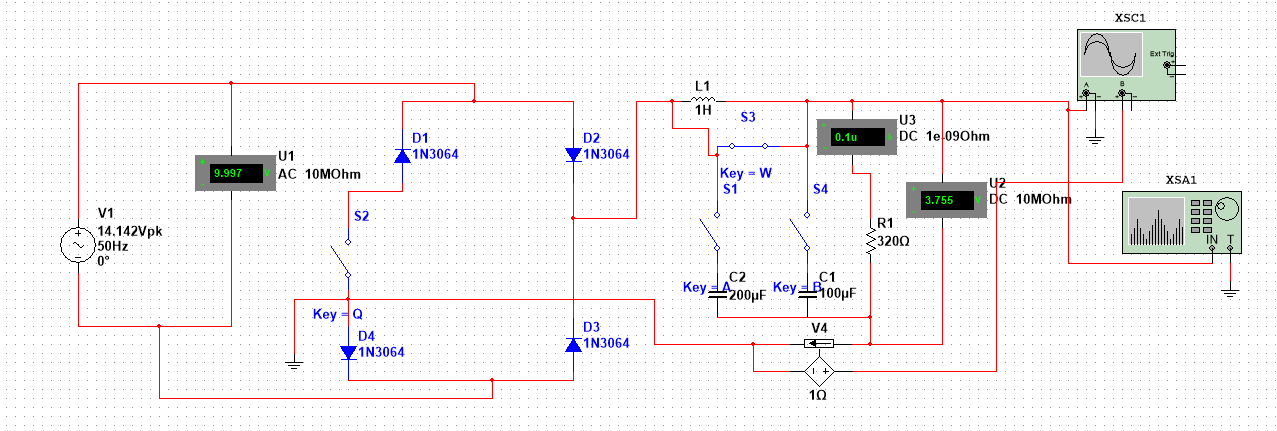 XSC1
Ext Trig
A
B
L1
1H
S3
U3
0.1u
A
DC 1e-09Ohm
D1
1N3064
D2
1N3064
U1
9.997
V
AC 10MOhm
Key = W
S1
S4
XSA1
U2
3.755
V
DC 10MOhm
IN T
V1
14.142Vpk
50Hz
0°
S2
R1
320Ω
C2
Key = A
200µF
C1
Key = B
100µF
Key = Q
D4
1N3064
D3
1N3064
V4
1Ω